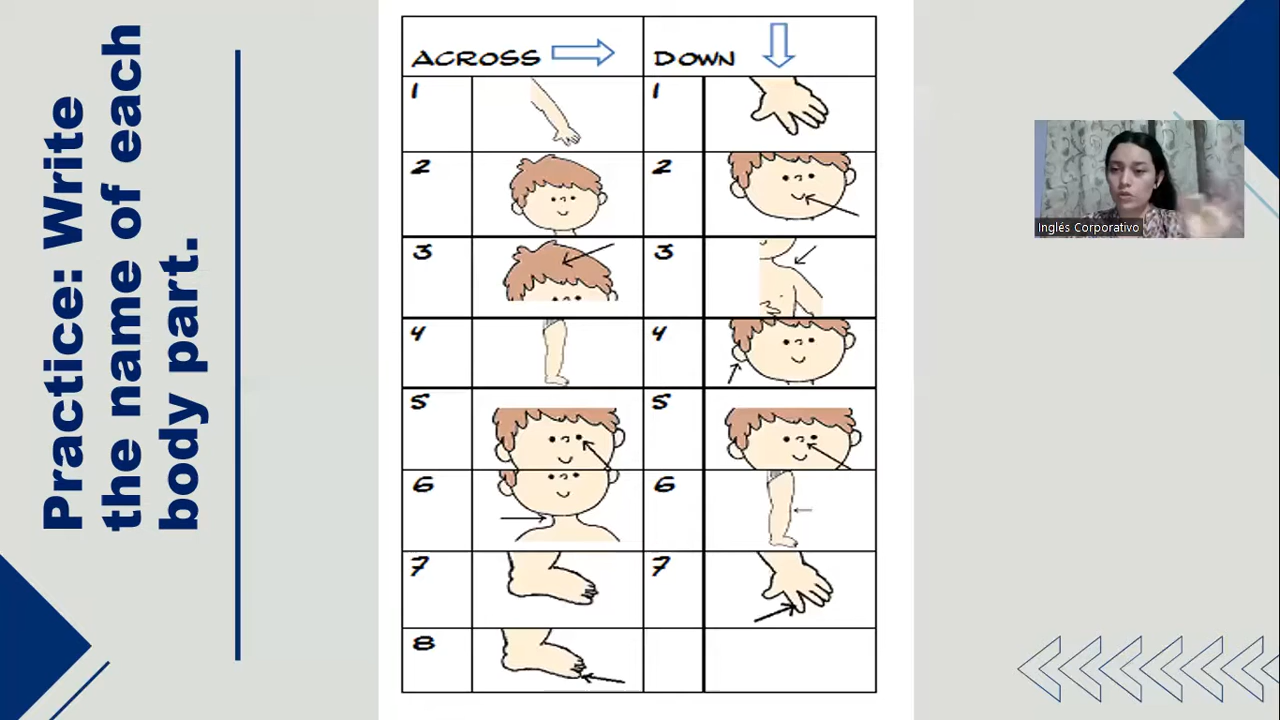 Practice: Write
the name of each
body part.
ACROSS DOWN
1 1
2 2
3 3
4 4
5 5
6 6
7 7
8
Inglés Corporativo